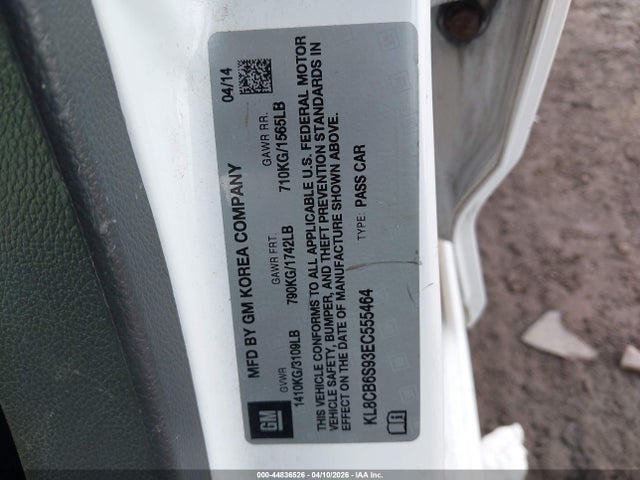 MFD BY GM KOREA COMPANY 04/14
GVWR GAWR FRT. GAWR RR.
1410KG/3109LB 790KG/1742LB 710KG/1565LB
THIS VEHICLE CONFORMS TO ALL APPLICABLE U.S. FEDERAL MOTOR
VEHICLE SAFETY, BUMPER, AND THEFT PREVENTION STANDARDS IN
EFFECT ON THE DATE OF MANUFACTURE SHOWN ABOVE.
TYPE: PASS CAR
KL8CB6S93EC555464
GM
000-44836526 - 04/10/2026 - IAAI, Inc.